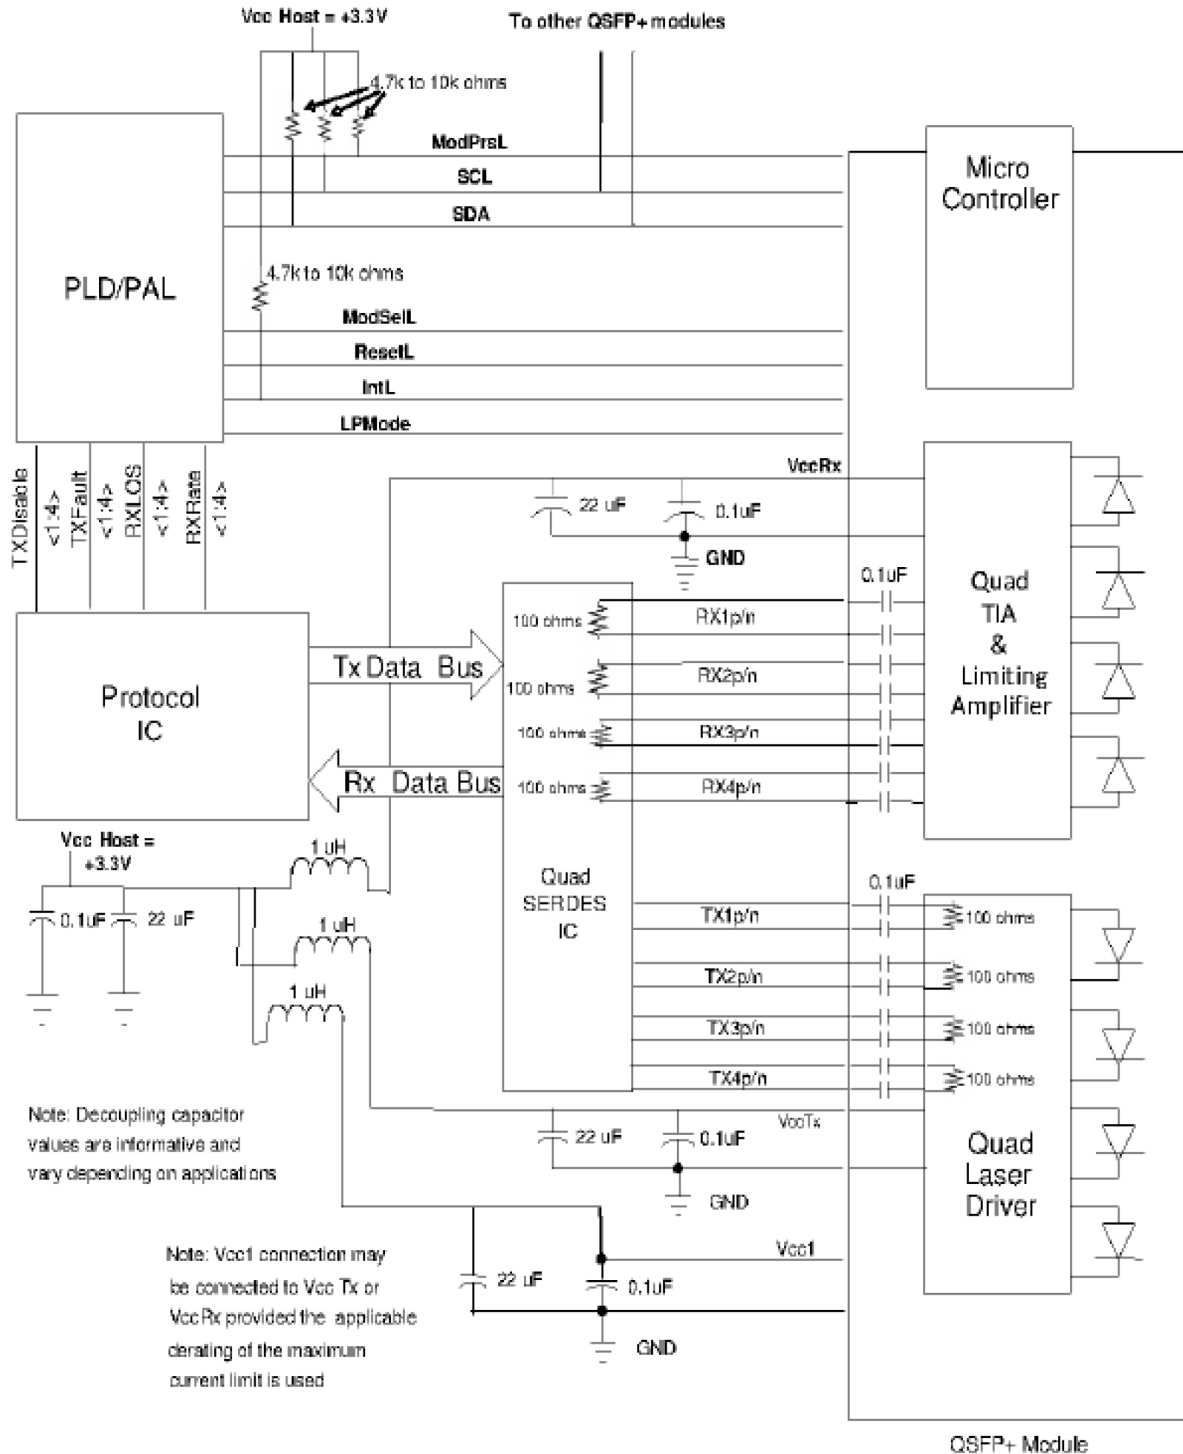 Vcc Host = +3.3V
To other QSFP+ modules
4.7k to 10k ohms
ModPrsL
SCL
SDA
Micro
Controller
PLD/PAL
4.7k to 10k ohms
ModSelL
ResetL
IntL
LPMode
TXDisable
<1:4>
TXFault
<1:4>
RXLOS
<1:4>
RXRate
<1:4>
VccRx
22 uF
0.1uF
GND
0.1uF
Quad
TIA
&
Limiting
Amplifier
100 ohms
RX1p/n
100 ohms
RX2p/n
100 ohms
RX3p/n
100 ohms
RX4p/n
Tx Data Bus
Protocol
IC
Rx Data Bus
Vcc Host =
+3.3V
1 uH
0.1uF
22 uF
1 uH
1 uH
Quad
SERDES
IC
0.1uF
TX1p/n
100 ohms
TX2p/n
100 ohms
TX3p/n
100 ohms
TX4p/n
100 ohms
Note: Decoupling capacitor
values are informative and
vary depending on applications
22 uF
0.1uF
VccTx
GND
Quad
Laser
Driver
Note: Vcc1 connection may
be connected to Vcc Tx or
Vcc Rx provided the applicable
derating of the maximum
current limit is used
Vcc1
22 uF
0.1uF
GND
QSFP+ Module